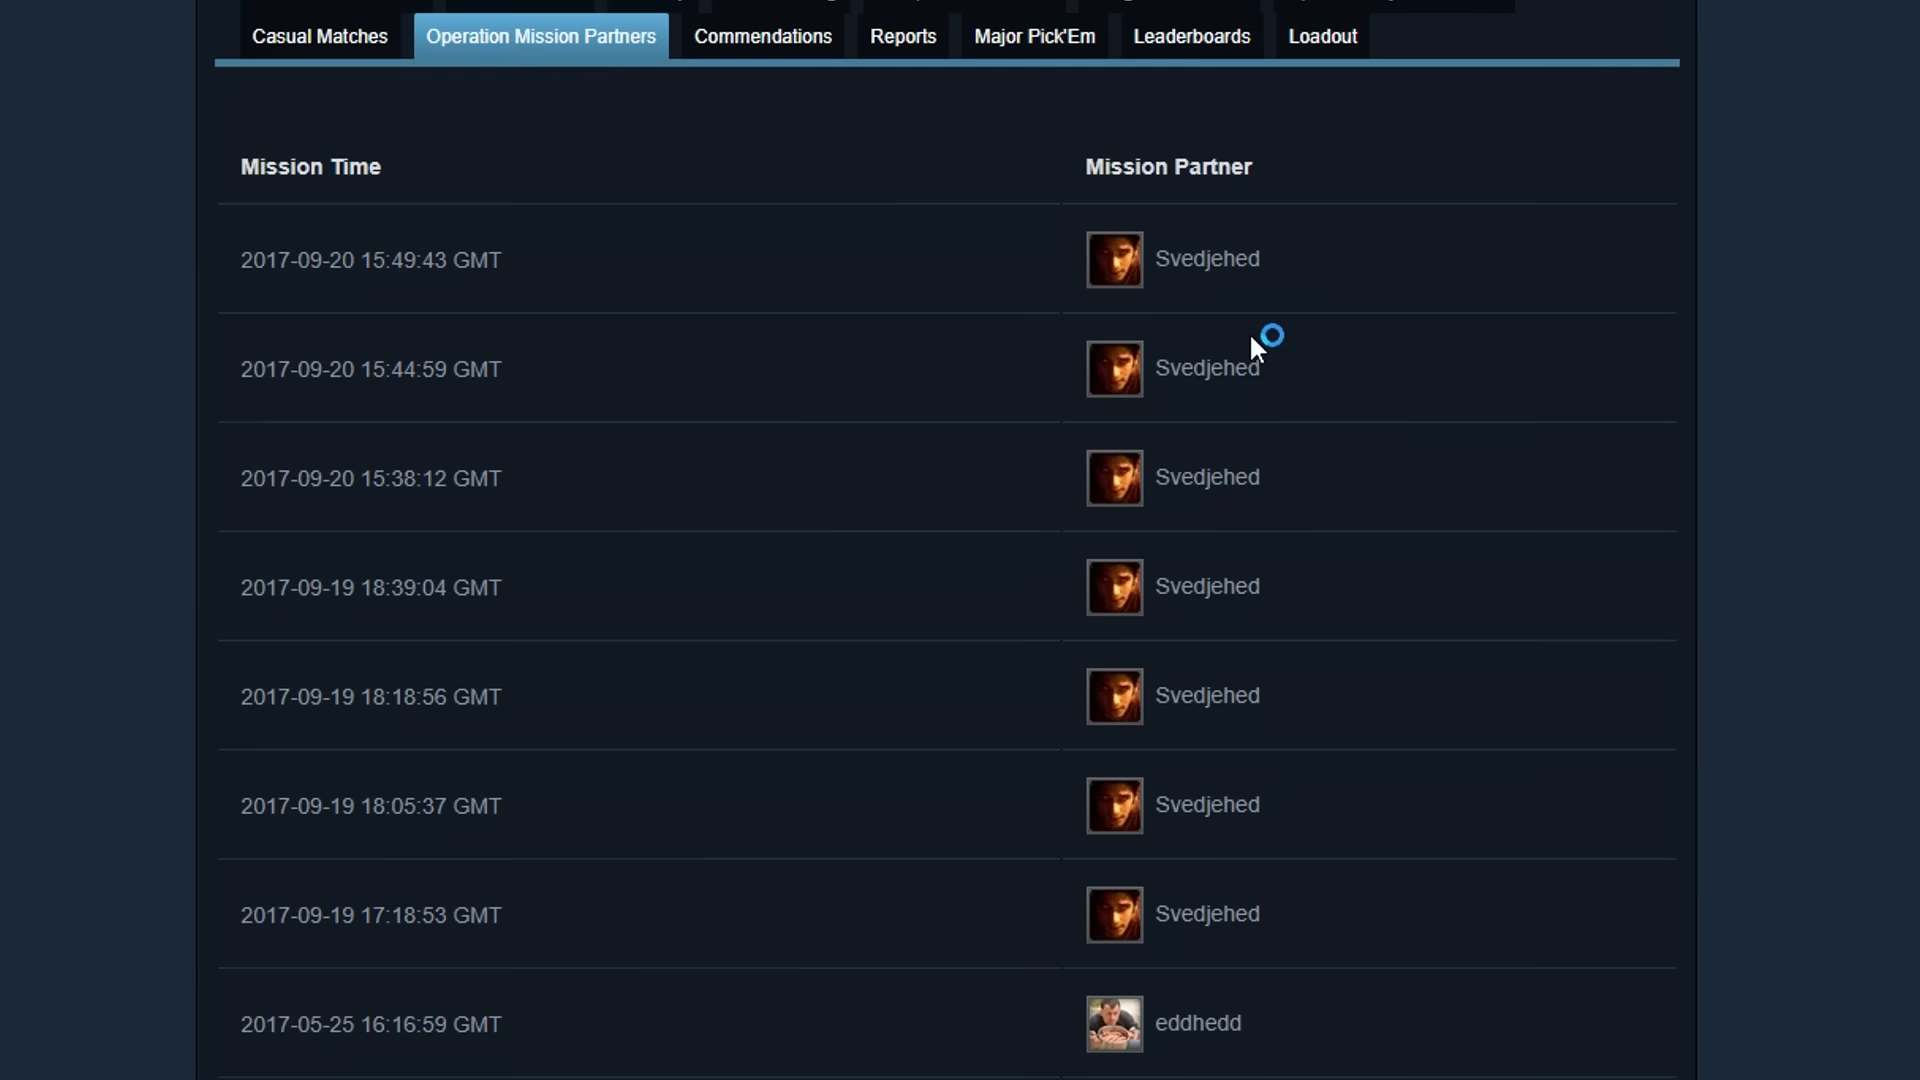 Casual Matches Operation Mission Partners Commendations Reports Major Pick'Em Leaderboards Loadout
Mission Time Mission Partner
2017-09-20 15:49:43 GMT Svedjehed
2017-09-20 15:44:59 GMT Svedjehed
2017-09-20 15:38:12 GMT Svedjehed
2017-09-19 18:39:04 GMT Svedjehed
2017-09-19 18:18:56 GMT Svedjehed
2017-09-19 18:05:37 GMT Svedjehed
2017-09-19 17:18:53 GMT Svedjehed
2017-05-25 16:16:59 GMT eddhedd